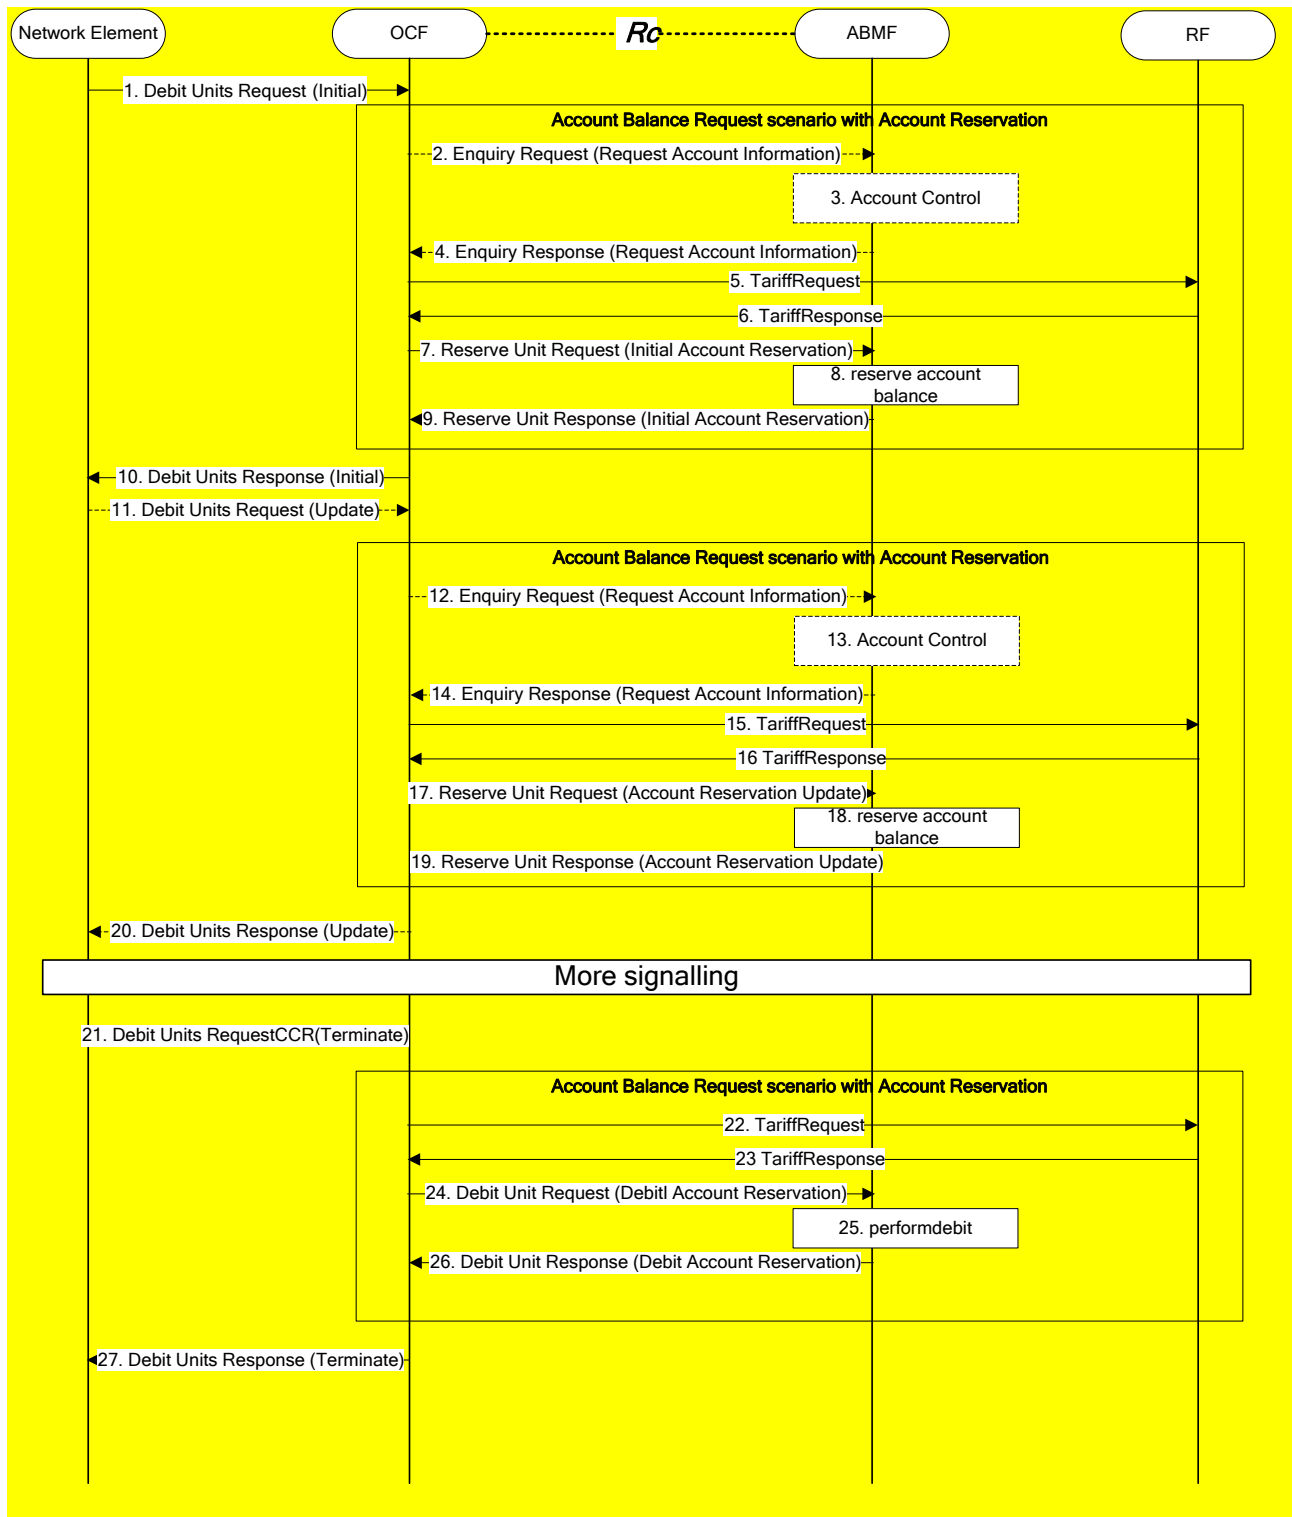 Network Element
OCF
Rc
ABMF
RF
1. Debit Units Request (Initial)
Account Balance Request scenario with Account Reservation
2. Enquiry Request (Request Account Information)
3. Account Control
4. Enquiry Response (Request Account Information)
5. TariffRequest
6. TariffResponse
7. Reserve Unit Request (Initial Account Reservation)
8. reserve account
balance
9. Reserve Unit Response (Initial Account Reservation)
10. Debit Units Response (Initial)
11. Debit Units Request (Update)
Account Balance Request scenario with Account Reservation
12. Enquiry Request (Request Account Information)
13. Account Control
14. Enquiry Response (Request Account Information)
15. TariffRequest
16 TariffResponse
17. Reserve Unit Request (Account Reservation Update)
18. reserve account
balance
19. Reserve Unit Response (Account Reservation Update)
20. Debit Units Response (Update)
More signalling
21. Debit Units RequestCCR(Terminate)
Account Balance Request scenario with Account Reservation
22. TariffRequest
23 TariffResponse
24. Debit Unit Request (Debitl Account Reservation)
25. performdebit
26. Debit Unit Response (Debit Account Reservation)
27. Debit Units Response (Terminate)